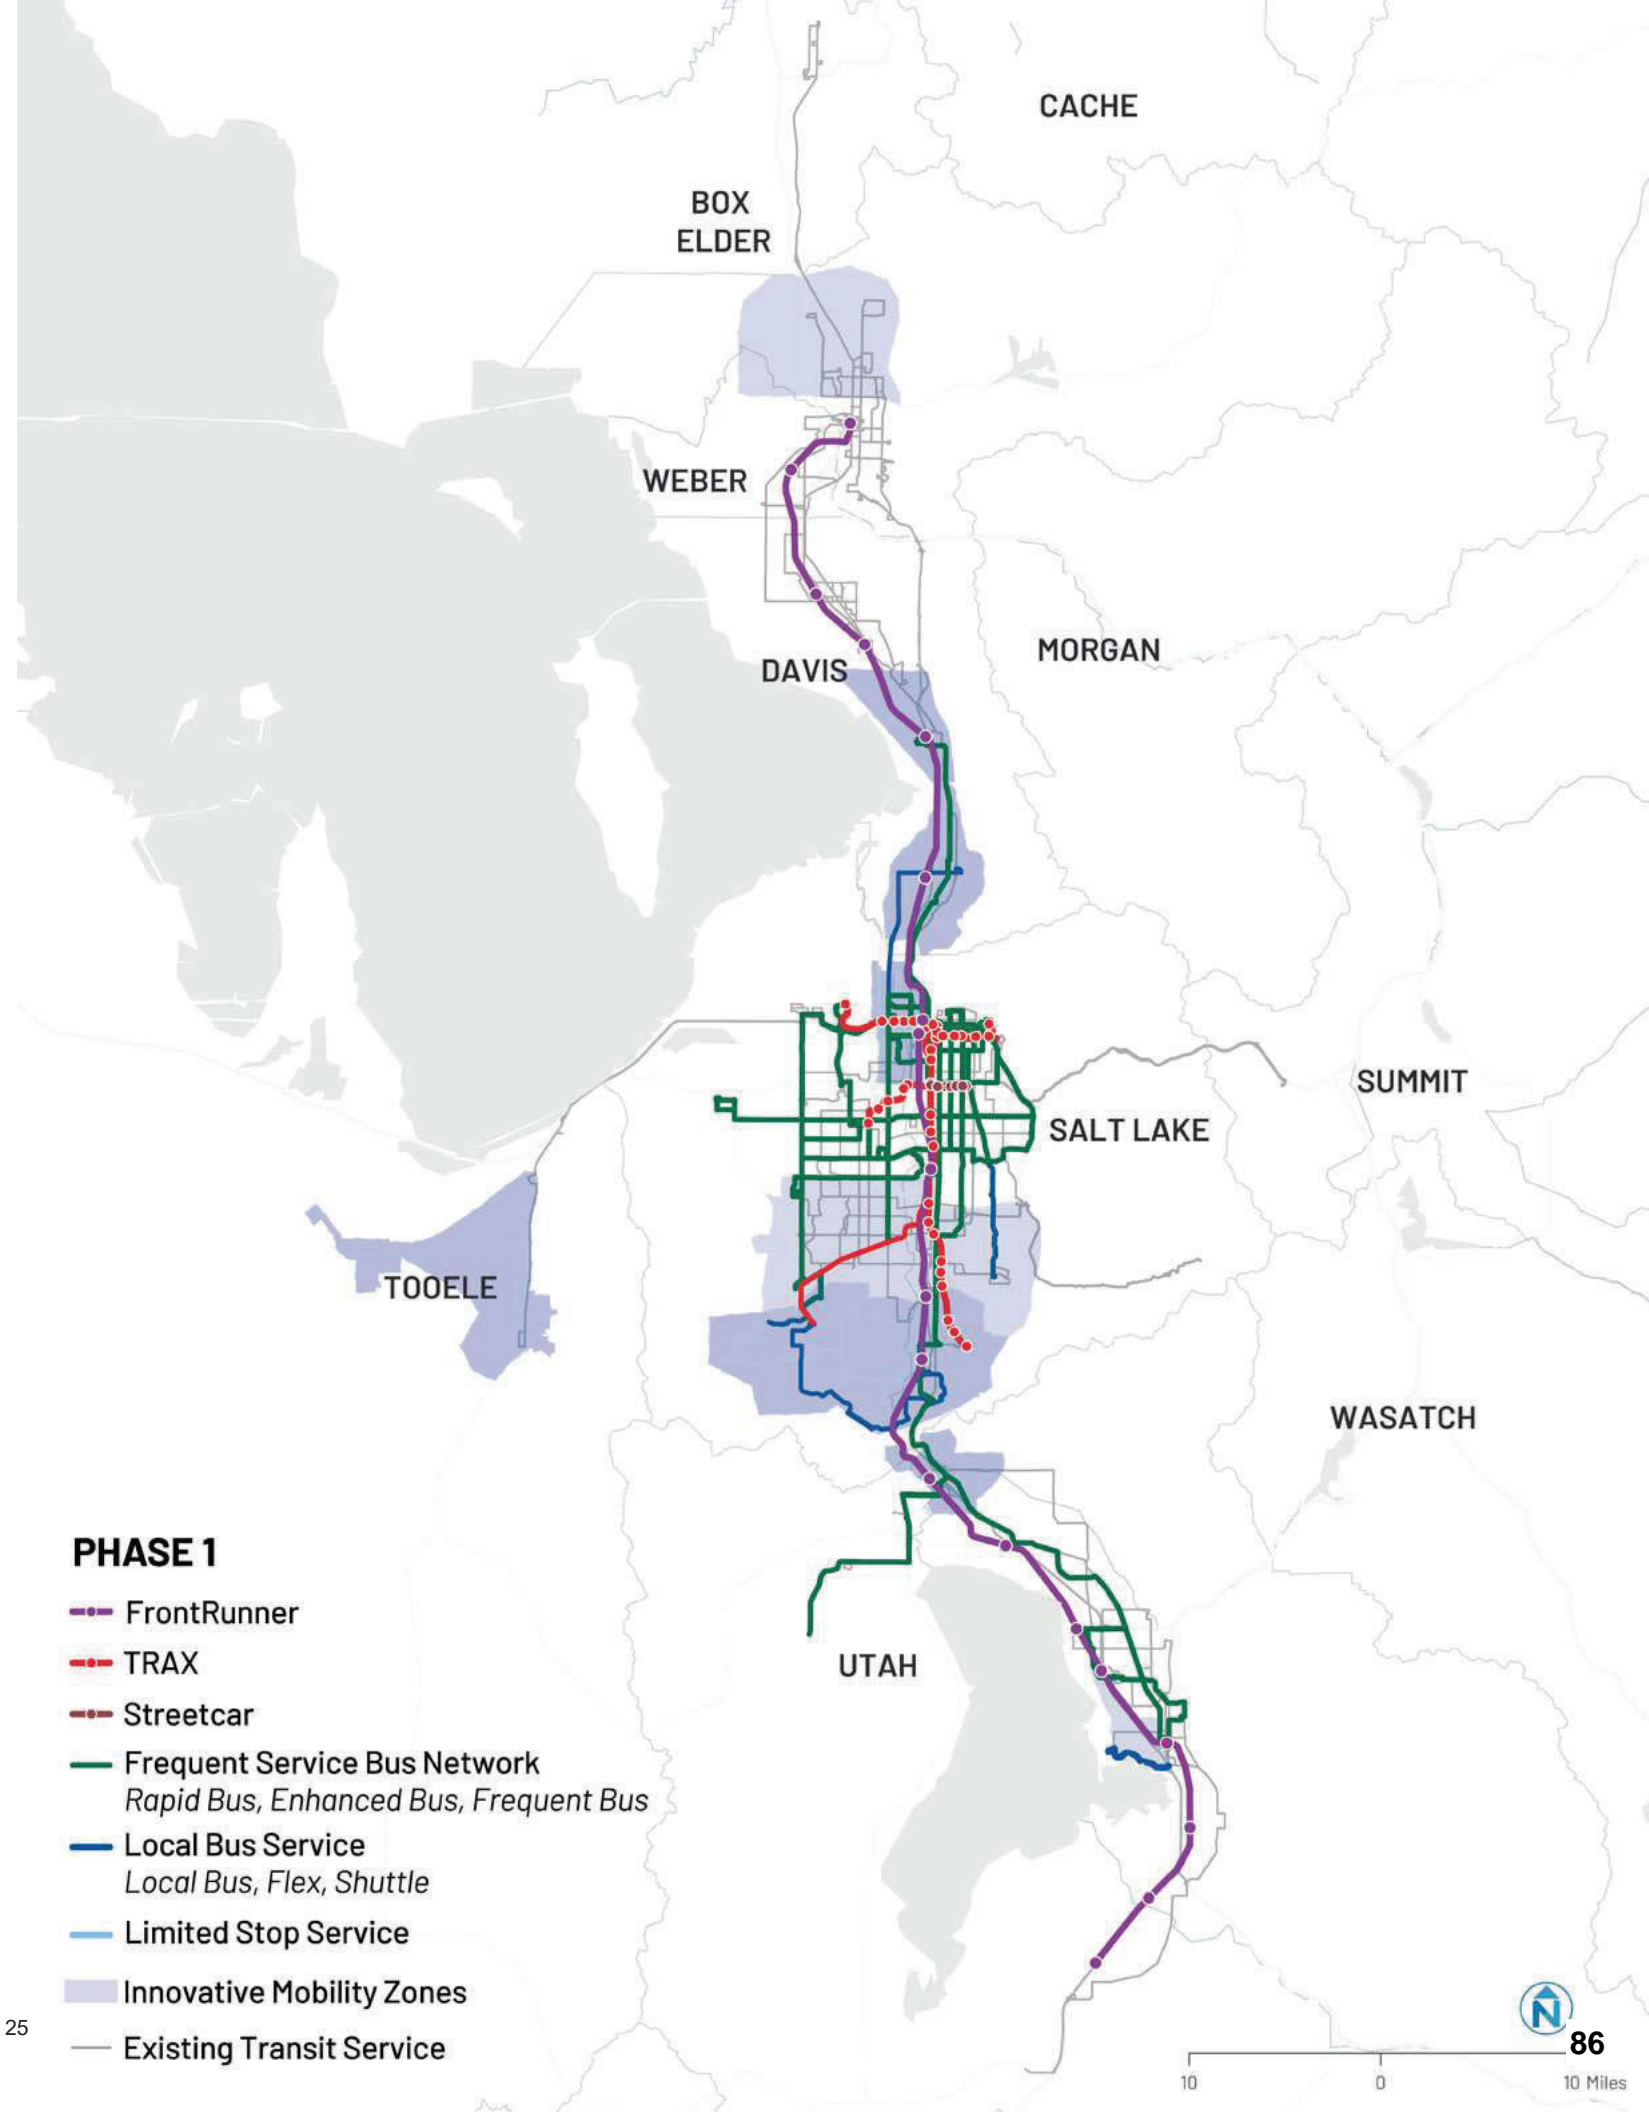 CACHE
BOX
ELDER
WEBER
MORGAN
DAVIS
SUMMIT
SALT LAKE
TOOELE
WASATCH
UTAH
PHASE 1
FrontRunner
TRAX
Streetcar
Frequent Service Bus Network
Rapid Bus, Enhanced Bus, Frequent Bus
Local Bus Service
Local Bus, Flex, Shuttle
Limited Stop Service
Innovative Mobility Zones
Existing Transit Service
25
N
86
10 0 10 Miles